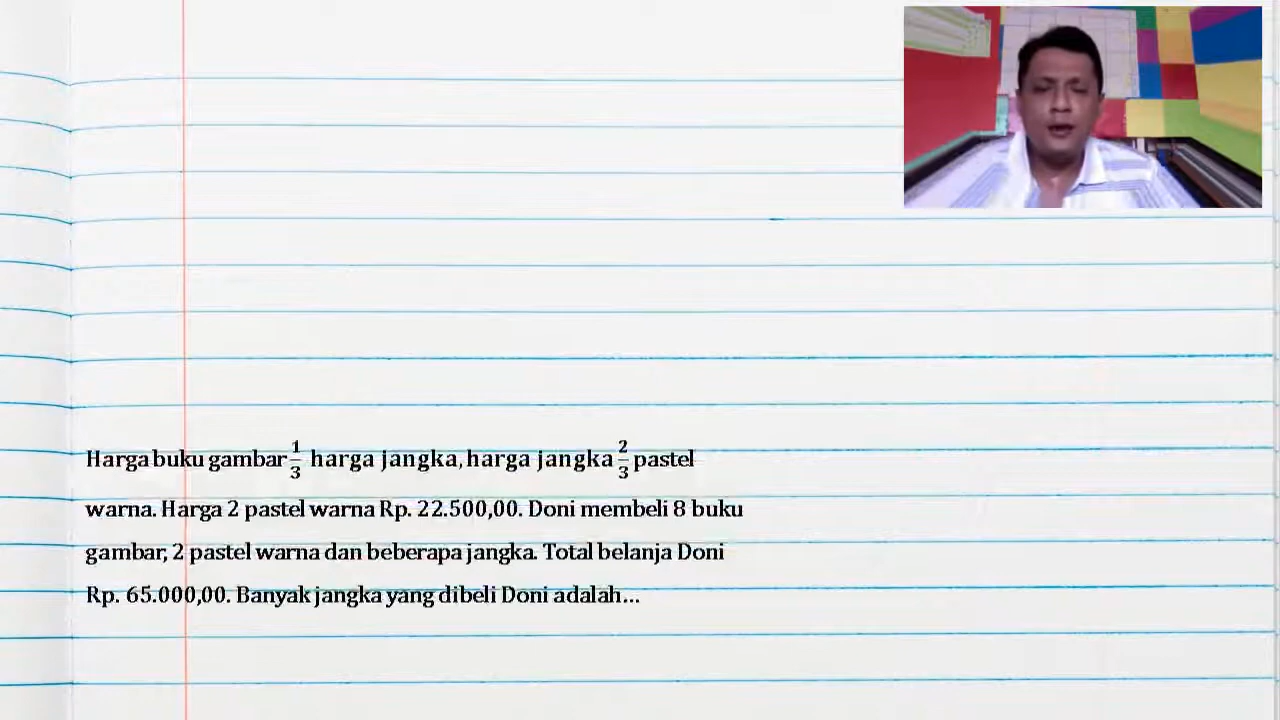 Harga buku gambar 1/3 harga jangka, harga jangka 2/3 pastel
warna. Harga 2 pastel warna Rp. 22.500,00. Doni membeli 8 buku
gambar, 2 pastel warna dan beberapa jangka. Total belanja Doni
Rp. 65.000,00. Banyak jangka yang dibeli Doni adalah...